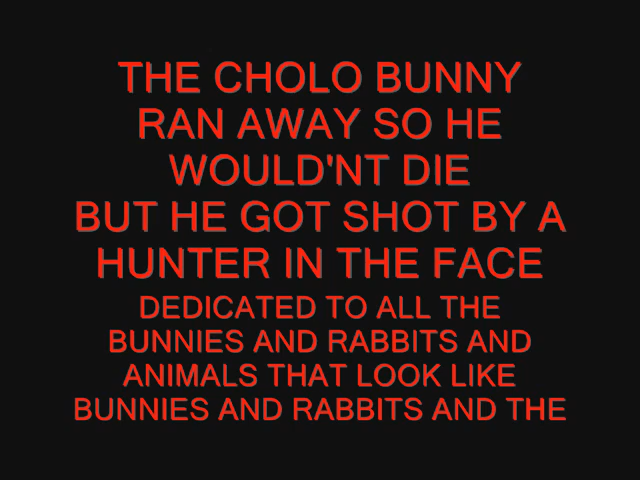 THE CHOLO BUNNY
RAN AWAY SO HE
WOULD'NT DIE
BUT HE GOT SHOT BY A
HUNTER IN THE FACE
DEDICATED TO ALL THE
BUNNIES AND RABBITS AND
ANIMALS THAT LOOK LIKE
BUNNIES AND RABBITS AND THE